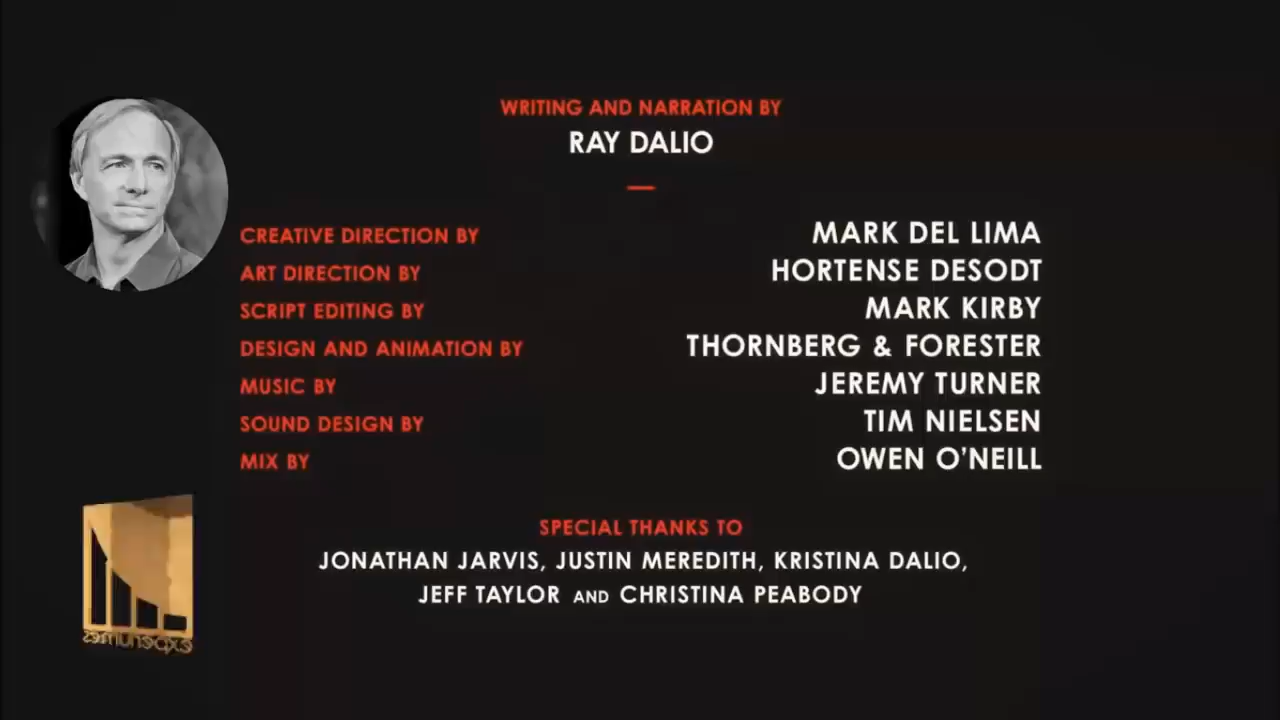 WRITING AND NARRATION BY
RAY DALIO
CREATIVE DIRECTION BY MARK DEL LIMA
ART DIRECTION BY HORTENSE DESODT
SCRIPT EDITING BY MARK KIRBY
DESIGN AND ANIMATION BY THORNBERG & FORESTER
MUSIC BY JEREMY TURNER
SOUND DESIGN BY TIM NIELSEN
MIX BY OWEN O'NEILL
SPECIAL THANKS TO
JONATHAN JARVIS, JUSTIN MEREDITH, KRISTINA DALIO,
JEFF TAYLOR AND CHRISTINA PEABODY